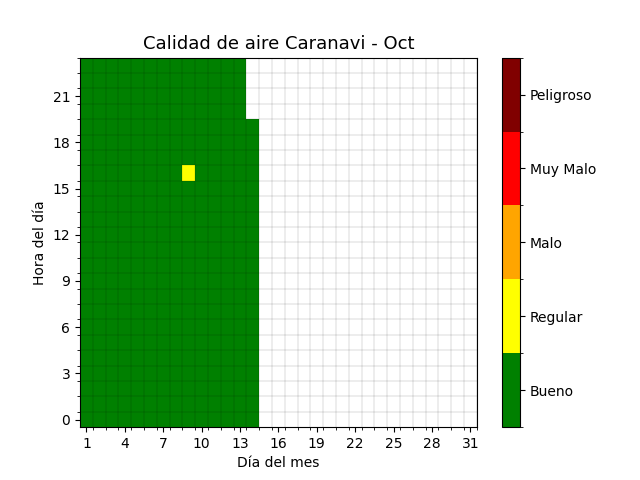 Calidad de aire Caranavi - Oct
Hora del día
21
18
15
12
9
6
3
0
1 4 7 10 13 16 19 22 25 28 31
Día del mes
Peligroso
Muy Malo
Malo
Regular
Bueno